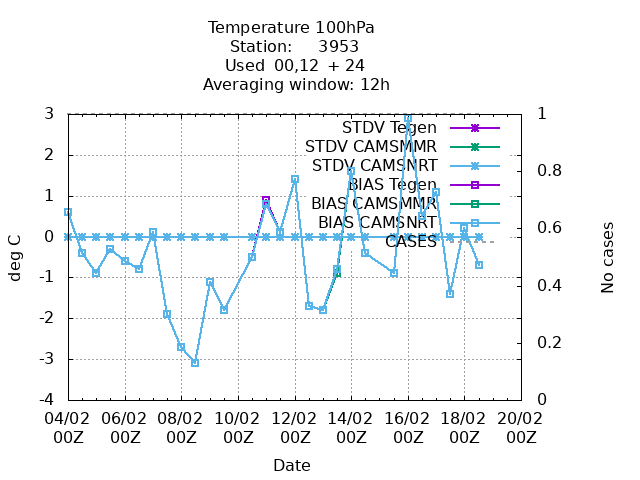 Temperature 100hPa
Station: 3953
Used 00,12 + 24
Averaging window: 12h
STDV Tegen
STDV CAMSMMR
STDV CAMSNRT
BIAS Tegen
BIAS CAMSMMR
BIAS CAMSNRT
CASES
3
2
1
0
-1
-2
-3
-4
deg C
1
0.8
0.6
0.4
0.2
0
No cases
04/02 06/02 08/02 10/02 12/02 14/02 16/02 18/02 20/02
00Z 00Z 00Z 00Z 00Z 00Z 00Z 00Z 00Z
Date